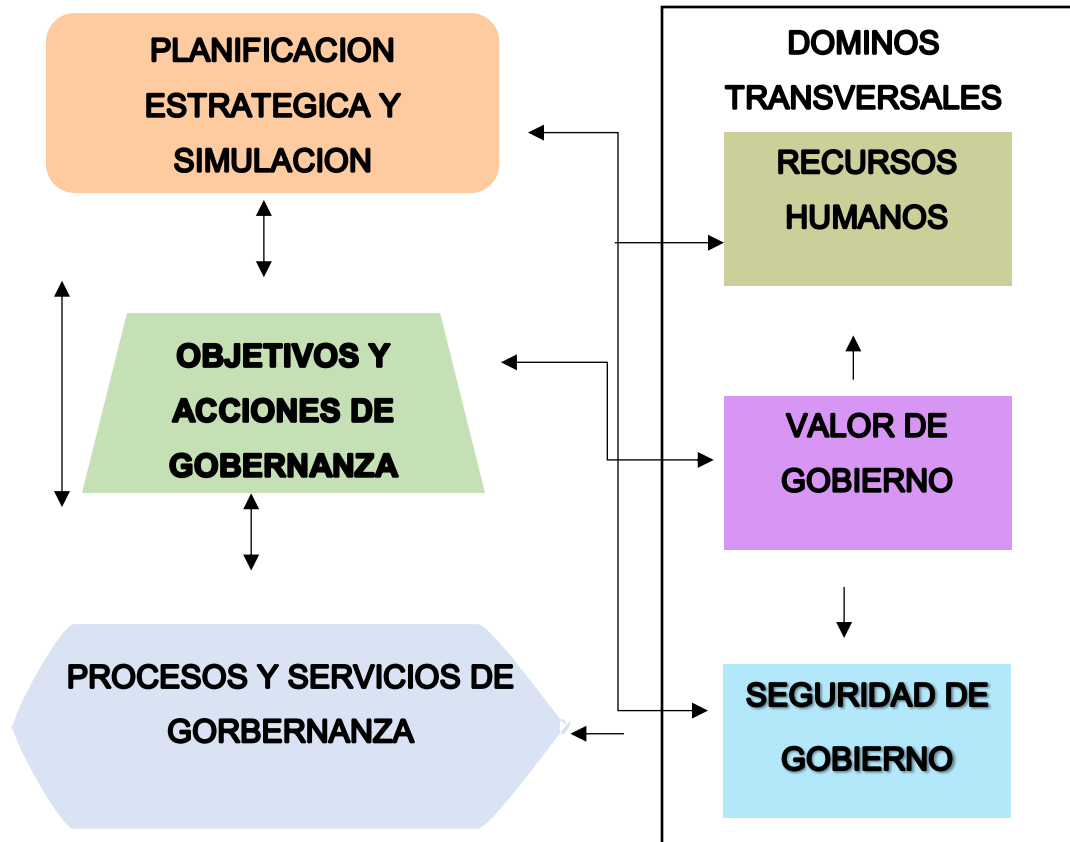 PLANIFICACION
ESTRATEGICA Y
SIMULACION
OBJETIVOS Y
ACCIONES DE
GOBERNANZA
PROCESOS Y SERVICIOS DE
GORBERNANZA
DOMINOS
TRANSVERSALES
RECURSOS
HUMANOS
VALOR DE
GOBIERNO
SEGURIDAD DE
GOBIERNO